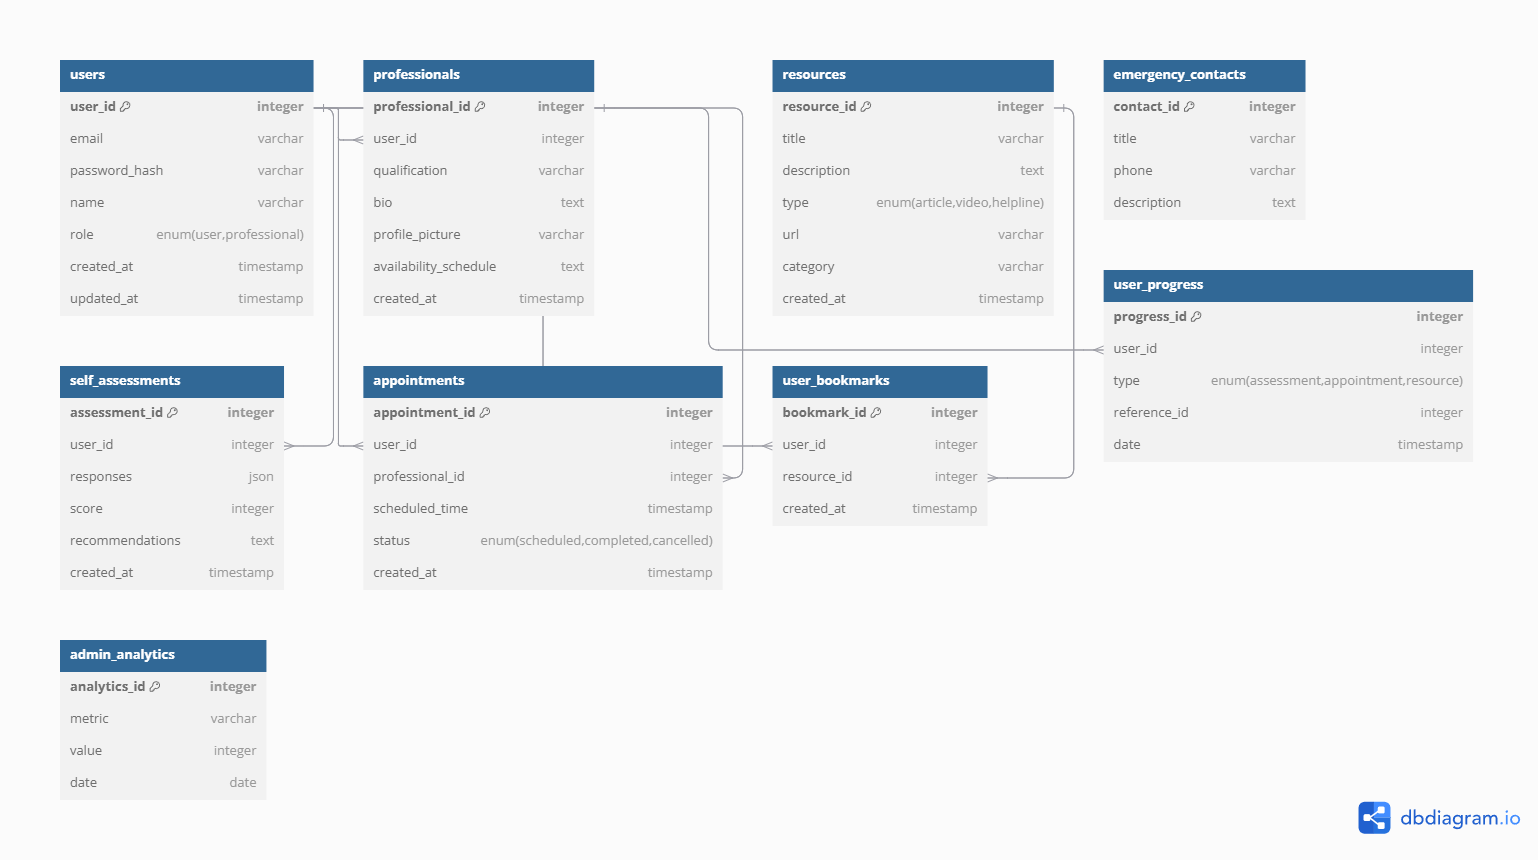 users
user_id integer
email varchar
password_hash varchar
name varchar
role enum(user,professional)
created_at timestamp
updated_at timestamp
professionals
professional_id integer
user_id integer
qualification varchar
bio text
profile_picture varchar
availability_schedule text
created_at timestamp
resources
resource_id integer
title varchar
description text
type enum(article,video,helpline)
url varchar
category varchar
created_at timestamp
emergency_contacts
contact_id integer
title varchar
phone varchar
description text
user_progress
progress_id integer
user_id integer
type enum(assessment,appointment,resource)
reference_id integer
date timestamp
self_assessments
assessment_id integer
user_id integer
responses json
score integer
recommendations text
created_at timestamp
appointments
appointment_id integer
user_id integer
professional_id integer
scheduled_time timestamp
status enum(scheduled,completed,cancelled)
created_at timestamp
user_bookmarks
bookmark_id integer
user_id integer
resource_id integer
created_at timestamp
admin_analytics
analytics_id integer
metric varchar
value integer
date date
dbdiagram.io